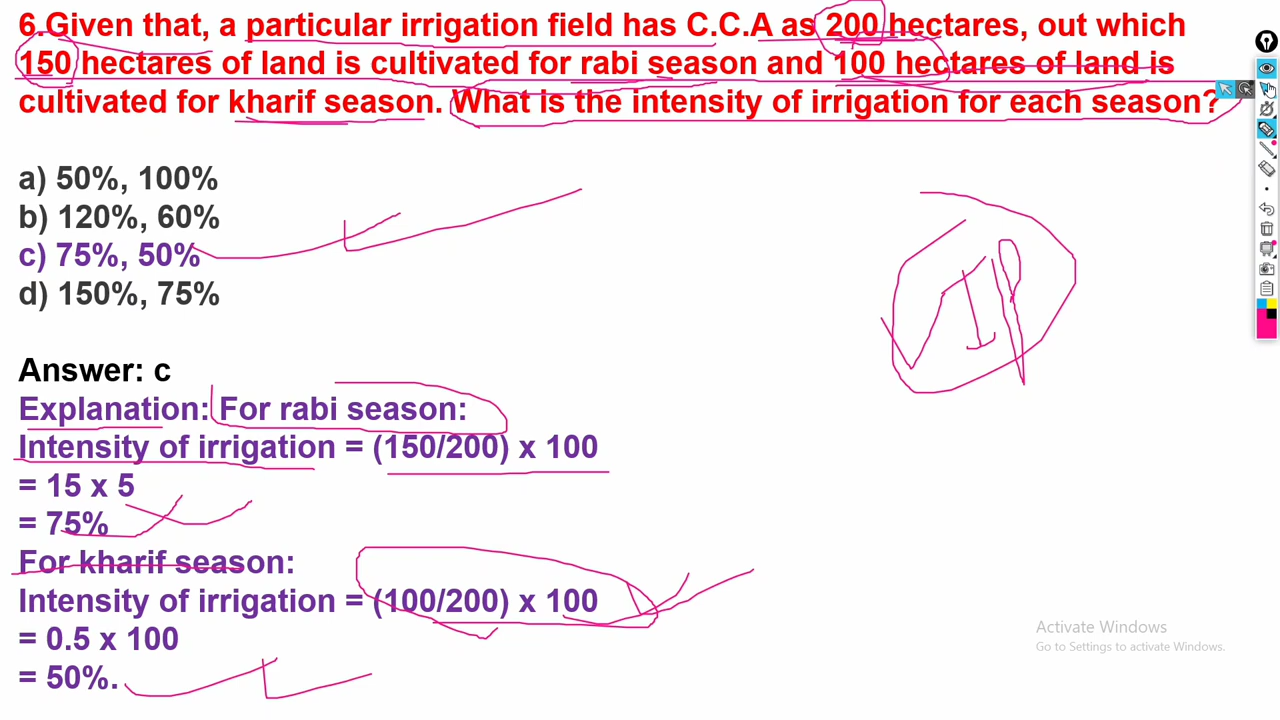 6.Given that, a particular irrigation field has C.C.A as 200 hectares, out which
150 hectares of land is cultivated for rabi season and 100 hectares of land is
cultivated for kharif season. What is the intensity of irrigation for each season?
a) 50%, 100%
b) 120%, 60%
c) 75%, 50%
d) 150%, 75%
Answer: c
Explanation: For rabi season:
Intensity of irrigation = (150/200) x 100
= 15 x 5
= 75%
For kharif season:
Intensity of irrigation = (100/200) x 100
= 0.5 x 100
= 50%.
Activate Windows
Go to Settings to activate Windows.